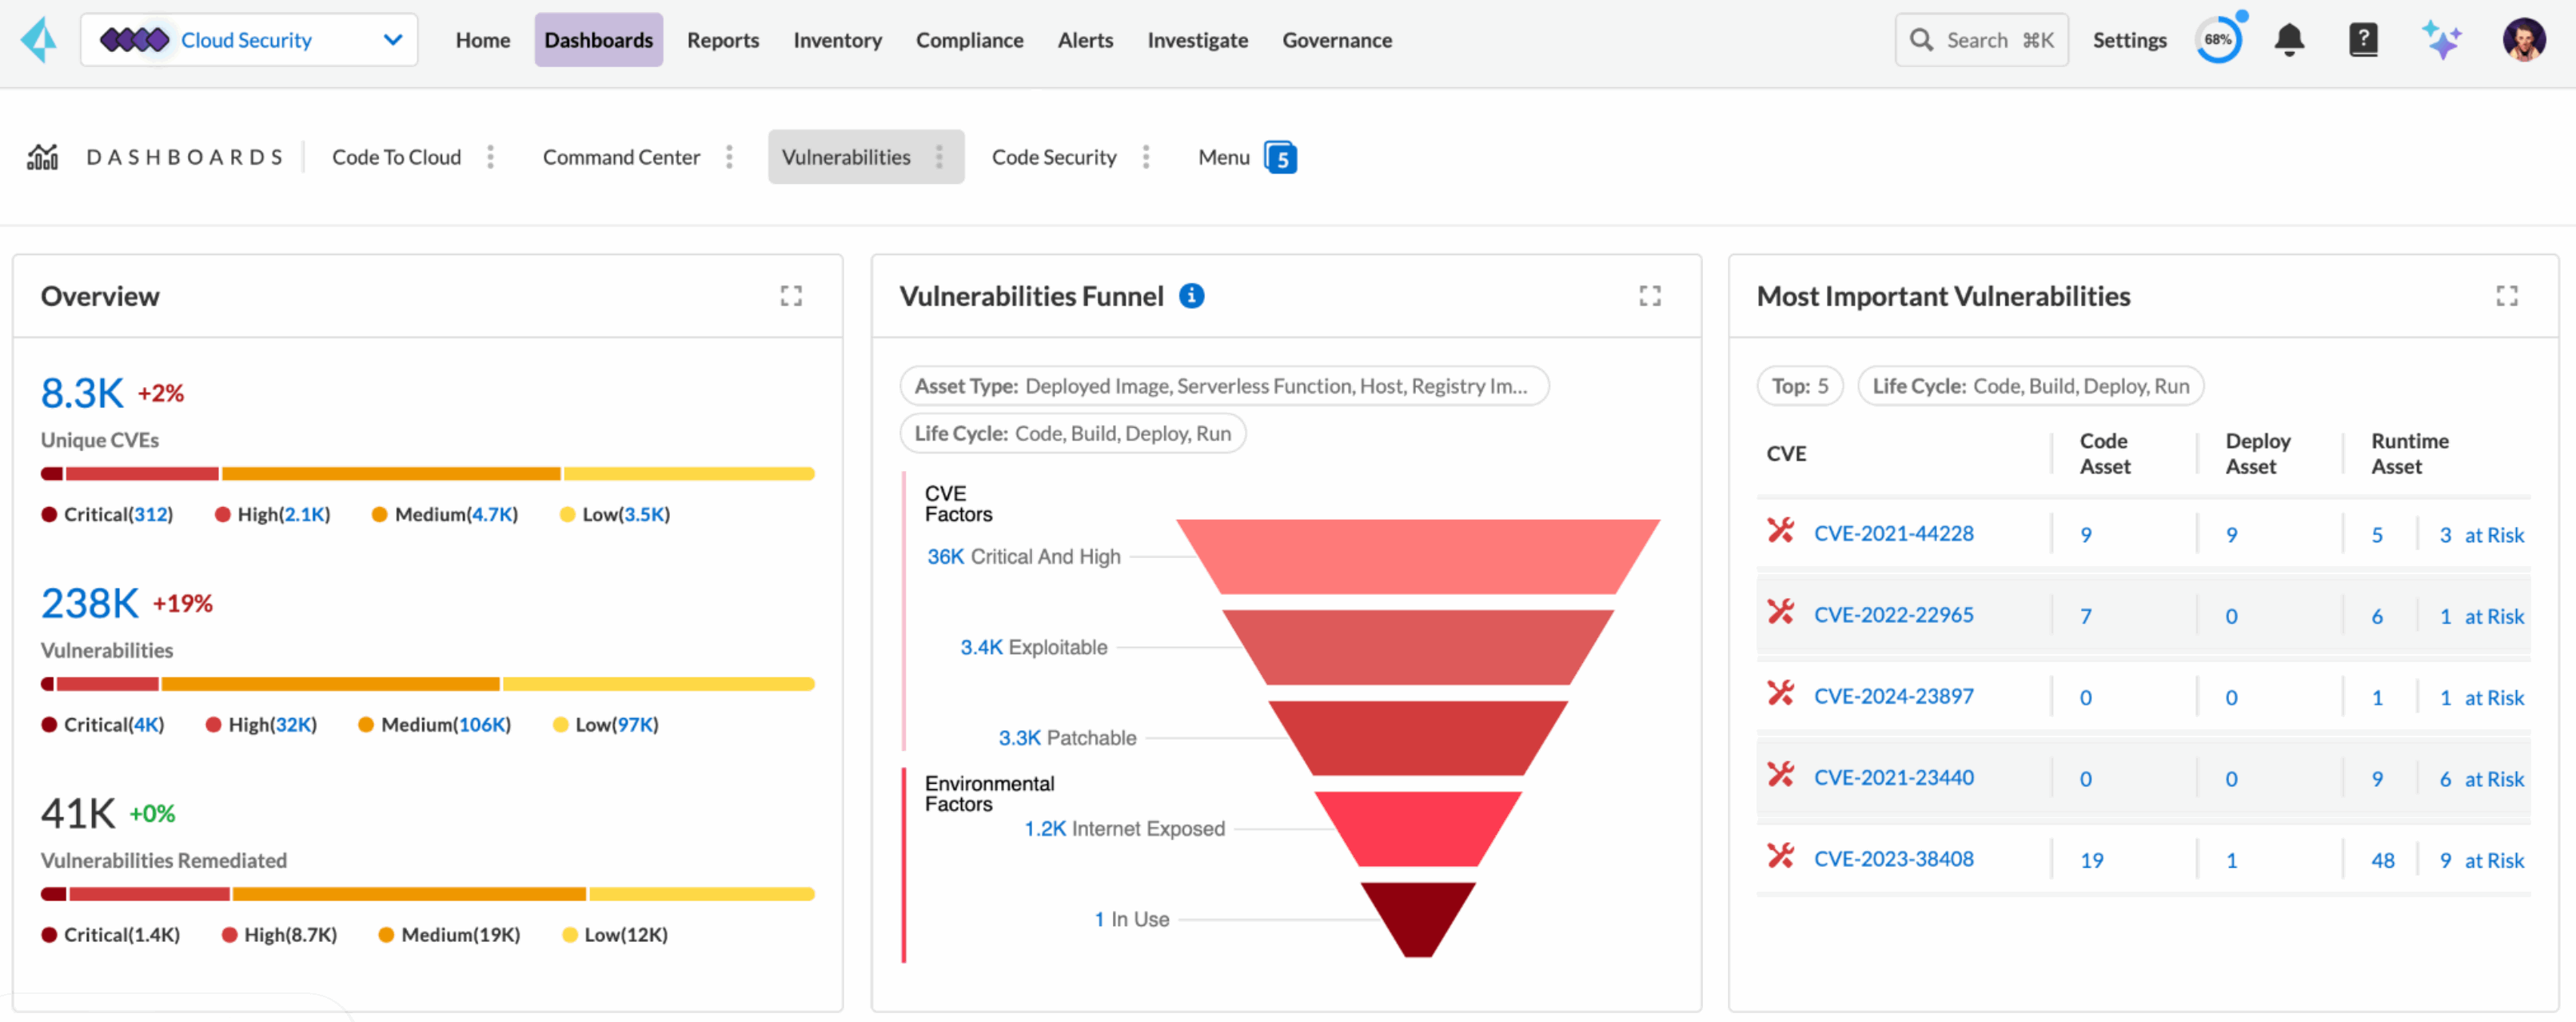 Cloud Security
Home Dashboards Reports Inventory Compliance Alerts Investigate Governance
Search ⌘K Settings 68% ?
DASHBOARDS Code To Cloud Command Center Vulnerabilities Code Security Menu 5
Overview
8.3K +2%
Unique CVEs
Critical(312) High(2.1K) Medium(4.7K) Low(3.5K)
238K +19%
Vulnerabilities
Critical(4K) High(32K) Medium(106K) Low(97K)
41K +0%
Vulnerabilities Remediated
Critical(1.4K) High(8.7K) Medium(19K) Low(12K)
Vulnerabilities Funnel i
Asset Type: Deployed Image, Serverless Function, Host, Registry Im...
Life Cycle: Code, Build, Deploy, Run
CVE
Factors
36K Critical And High
3.4K Exploitable
3.3K Patchable
Environmental
Factors
1.2K Internet Exposed
1 In Use
Most Important Vulnerabilities
Top: 5 Life Cycle: Code, Build, Deploy, Run
CVE Code Asset Deploy Asset Runtime Asset
CVE-2021-44228 9 9 5 3 at Risk
CVE-2022-22965 7 0 6 1 at Risk
CVE-2024-23897 0 0 1 1 at Risk
CVE-2021-23440 0 0 9 6 at Risk
CVE-2023-38408 19 1 48 9 at Risk